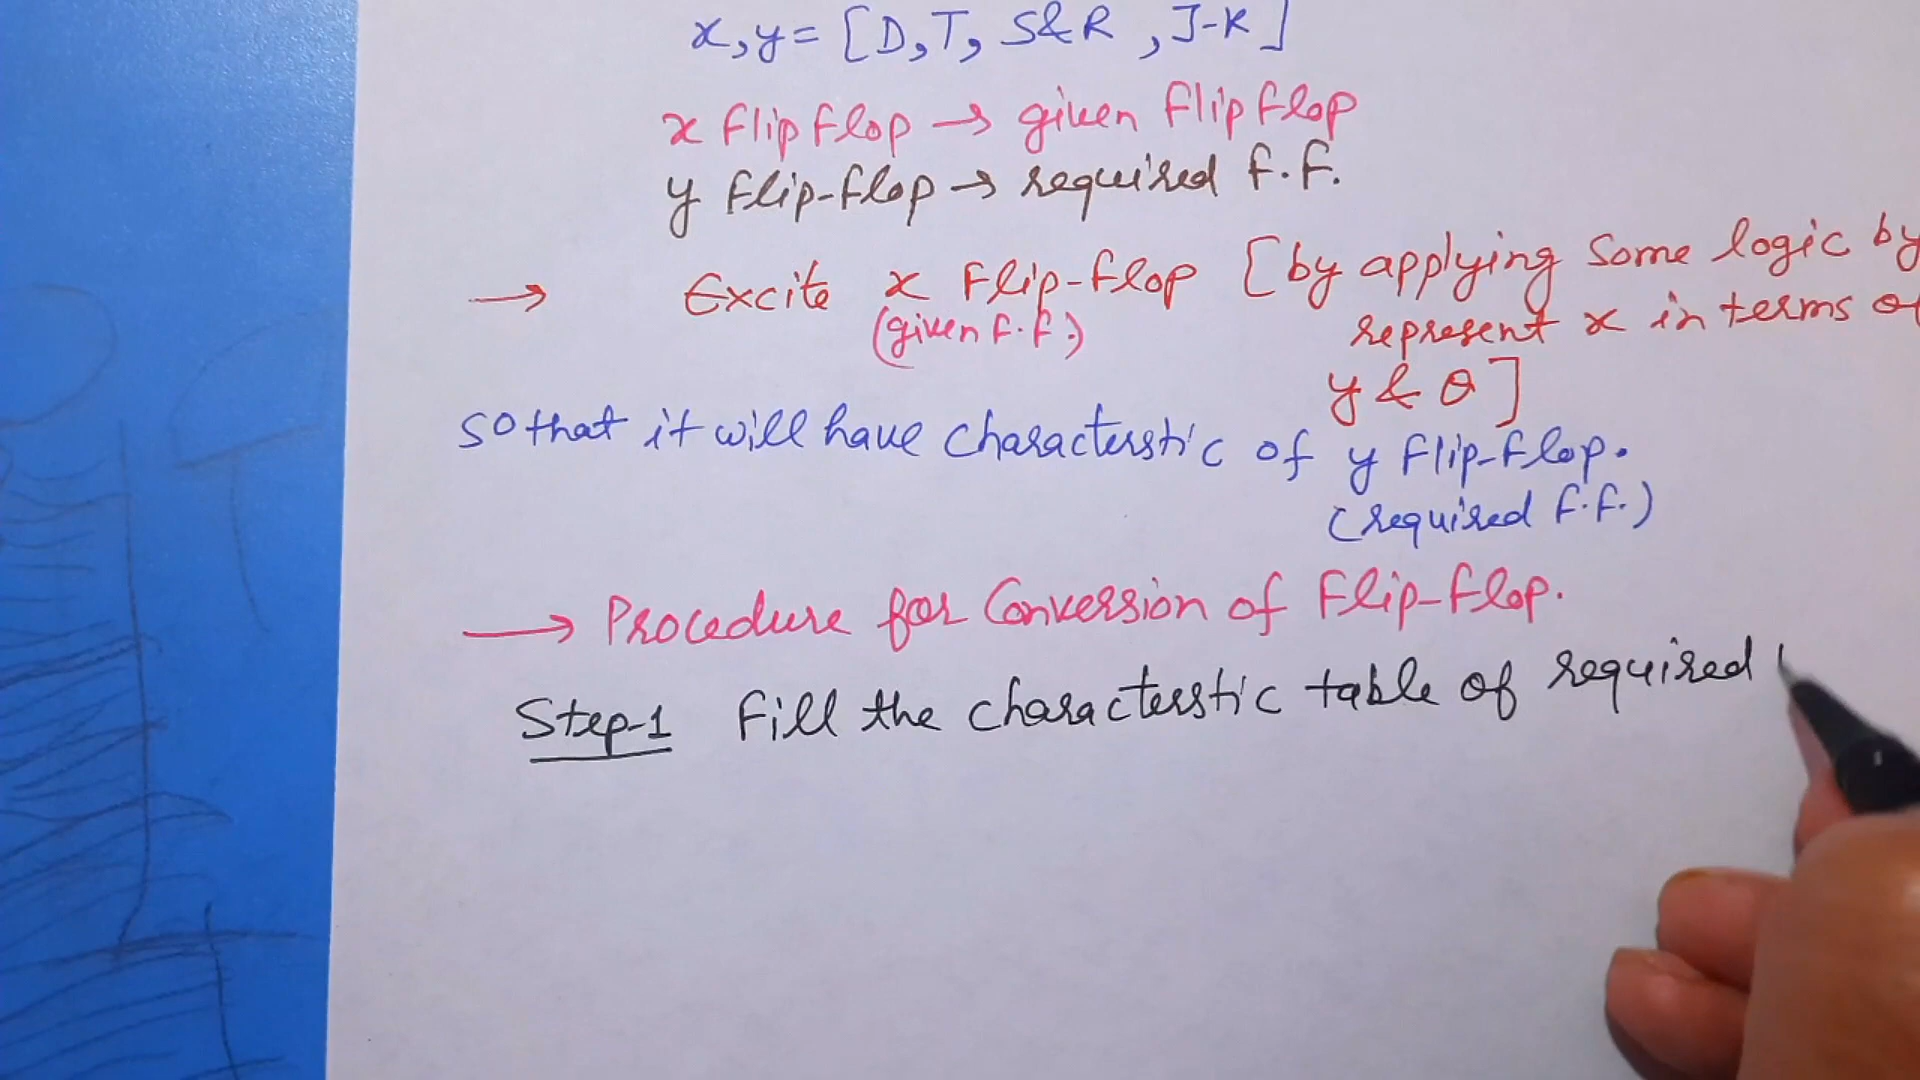 x, y = [D, T, S&R, J-K]
x flip flop → given flip flop
y flip-flop → required f.f.
→ Excite x flip-flop [by applying some logic by
(given f.f.) represent x in terms of
y & Q]
so that it will have characterstic of y flip-flop.
(required f.f.)
→ Procedure for Conversion of flip-flop.
Step-1 Fill the characterstic table of required